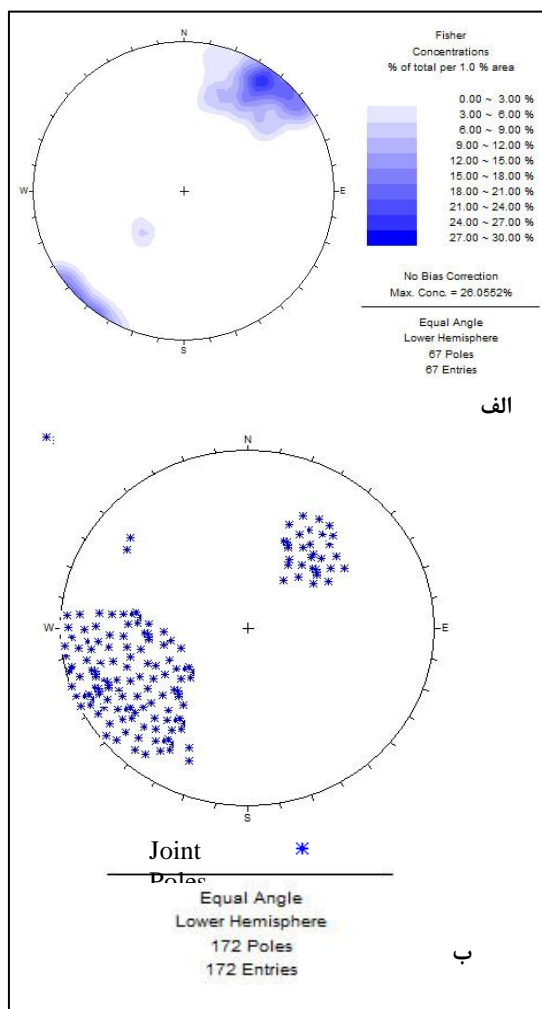 N
W
E
S
Fisher
Concentrations
% of total per 1.0 % area
0.00 ~ 3.00 %
3.00 ~ 6.00 %
6.00 ~ 9.00 %
9.00 ~ 12.00 %
12.00 ~ 15.00 %
15.00 ~ 18.00 %
18.00 ~ 21.00 %
21.00 ~ 24.00 %
24.00 ~ 27.00 %
27.00 ~ 30.00 %
No Bias Correction
Max. Conc. = 26.0552%
Equal Angle
Lower Hemisphere
67 Poles
67 Entries
الف
N
W
E
S
Joint
Poles
Equal Angle
Lower Hemisphere
172 Poles
172 Entries
ب